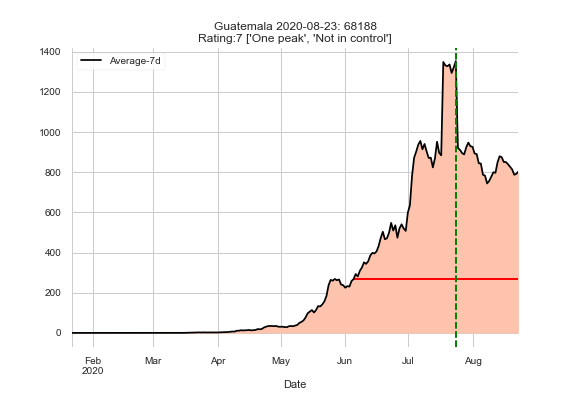 Guatemala 2020-08-23: 68188
Rating:7 ['One peak', 'Not in control']
Average-7d
1400
1200
1000
800
600
400
200
0
Feb
2020
Mar
Apr
May
Jun
Jul
Aug
Date